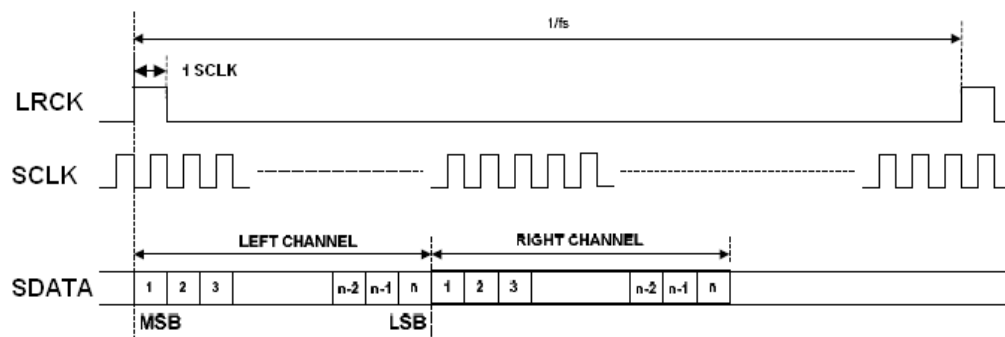 1/fs
1 SCLK
LRCK
SCLK
LEFT CHANNEL RIGHT CHANNEL
SDATA 1 2 3 n-2 n-1 n 1 2 3 n-2 n-1 n
MSB LSB